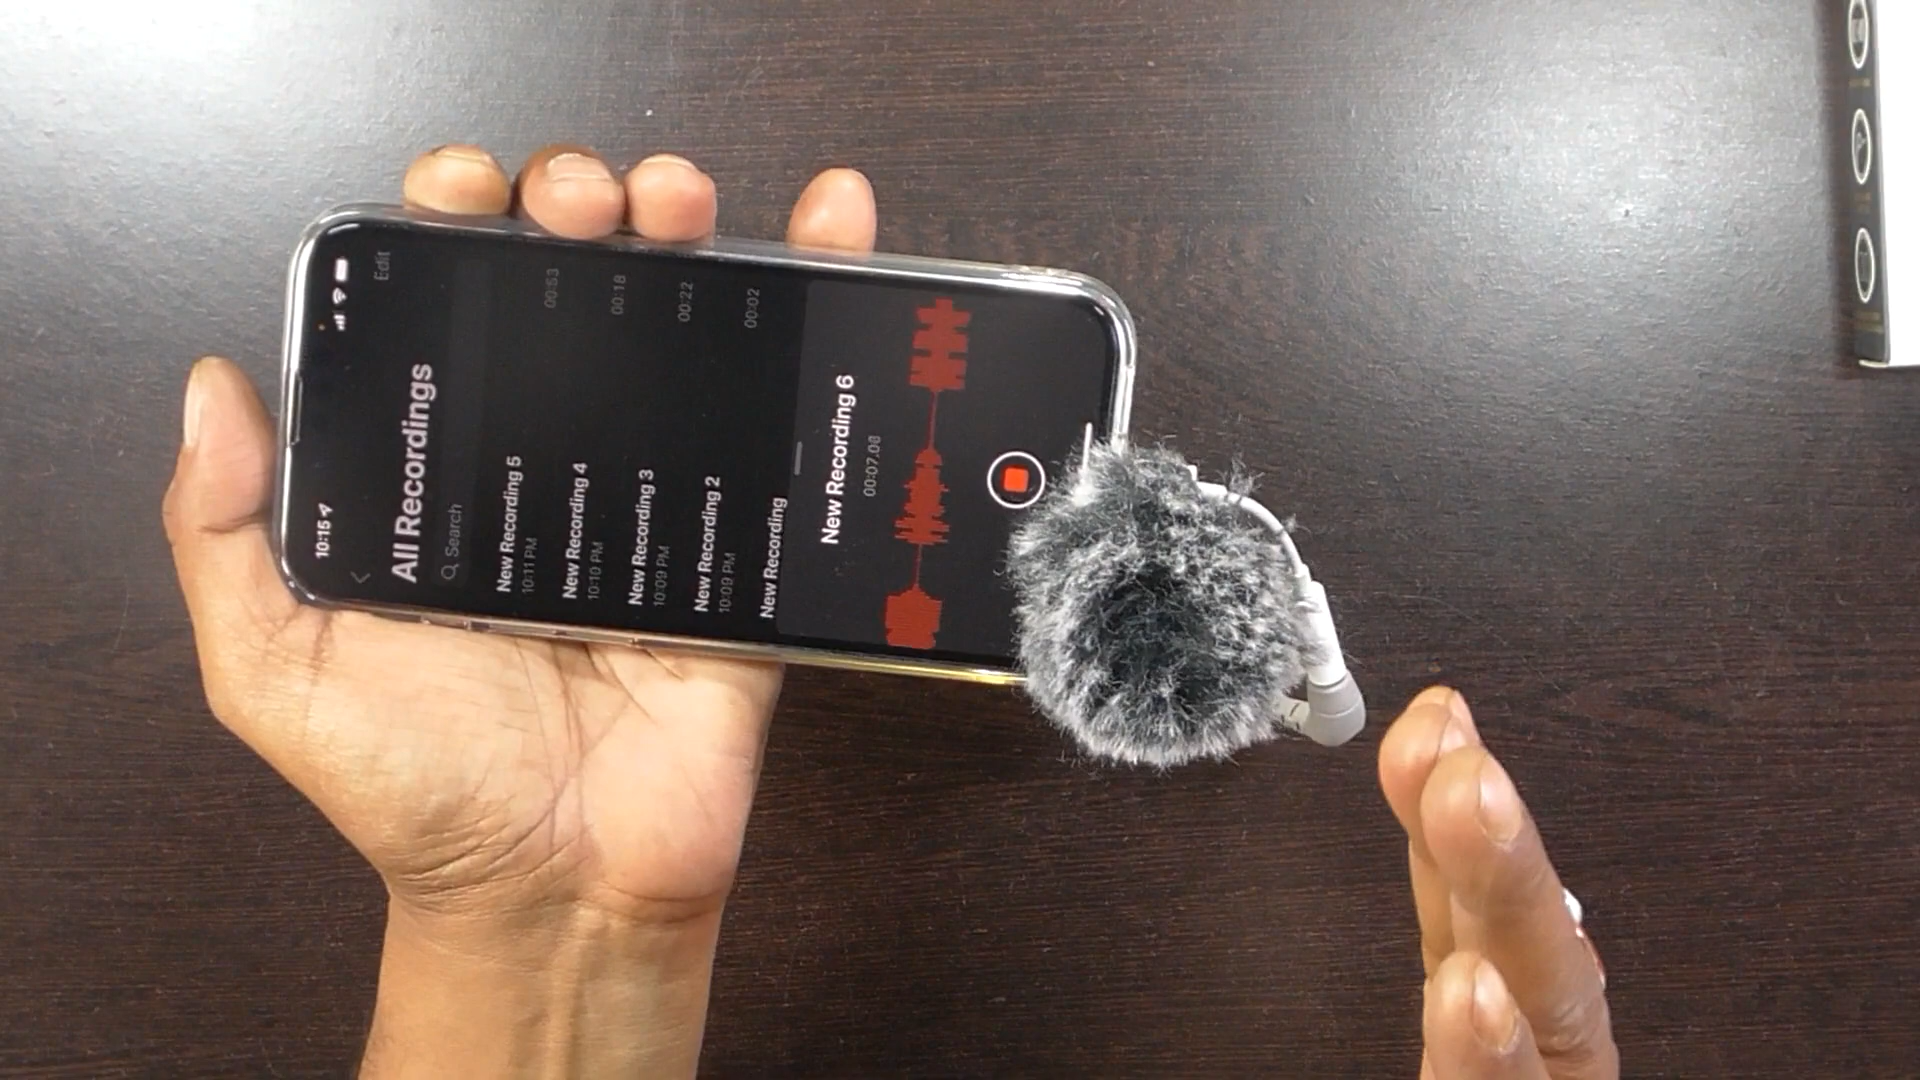 10:15
Edit
All Recordings
Search
New Recording 5
10:11 PM
00:53
New Recording 4
10:10 PM
00:18
New Recording 3
10:09 PM
00:22
New Recording 2
10:09 PM
00:02
New Recording
New Recording 6
00:07.06